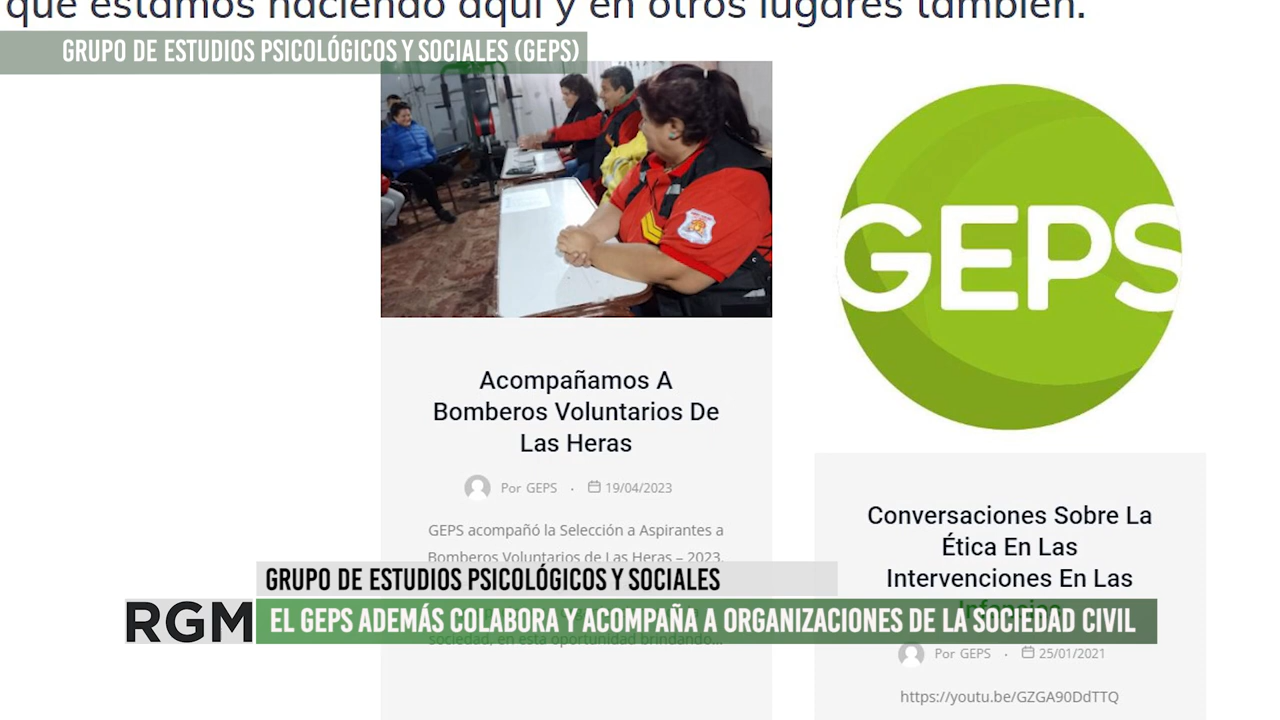 que estamos haciendo aquí y en otros lugares también.
GRUPO DE ESTUDIOS PSICOLÓGICOS Y SOCIALES (GEPS)
GEPS
Acompañamos A
Bomberos Voluntarios De
Las Heras
Por GEPS · 19/04/2023
GEPS acompañó la Selección a Aspirantes a
Bomberos Voluntarios de Las Heras – 2023.
sociedad, en esta oportunidad brindando...
Conversaciones Sobre La
Ética En Las
Intervenciones En Las
Infancias
Por GEPS · 25/01/2021
https://youtu.be/GZGA90DdTTQ
GRUPO DE ESTUDIOS PSICOLÓGICOS Y SOCIALES
RGM
EL GEPS ADEMÁS COLABORA Y ACOMPAÑA A ORGANIZACIONES DE LA SOCIEDAD CIVIL